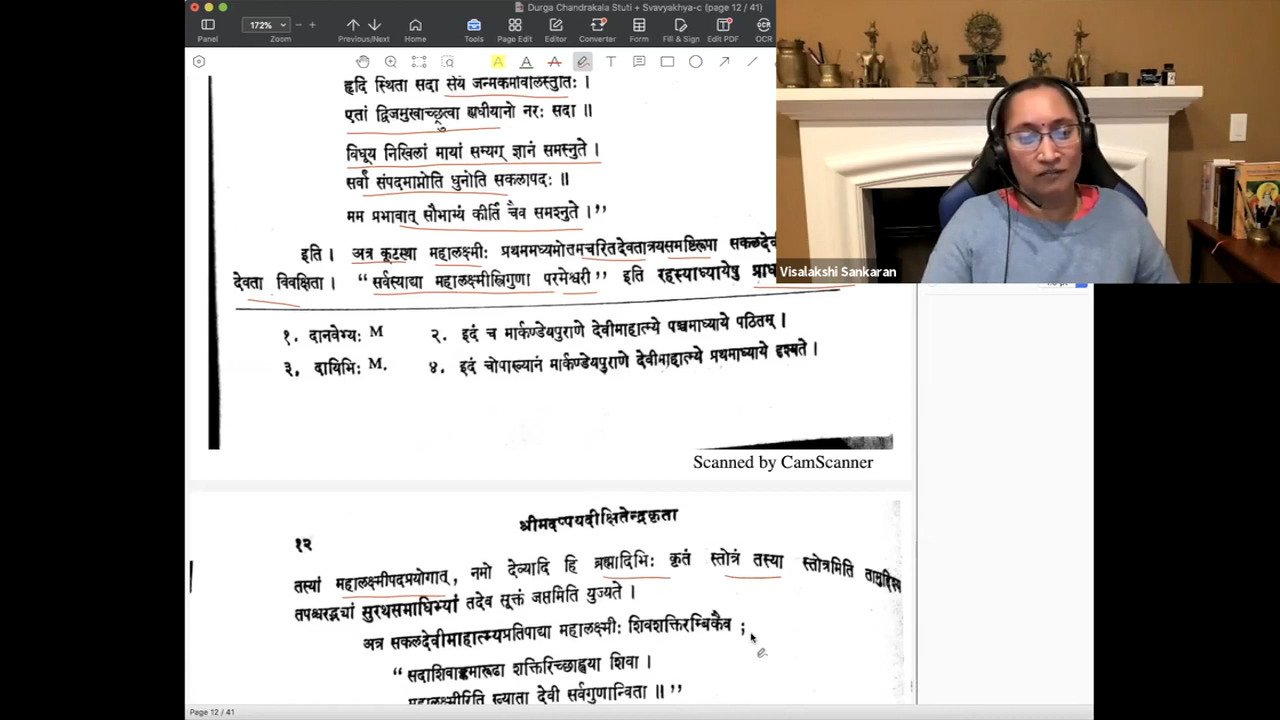 Durga Chandrakala Stuti + Svavyakhya-c (page 12 / 41)
172%
Panel Zoom Previous/Next Home Tools Page Edit Editor Converter Form Fill & Sign Edit PDF OCR
हृदि स्थिता सदा सेयं जन्मकर्मावलिस्तुतिः ।
एतां द्विजमुखाच्छ्रुत्वा ह्यधीयानो नरः सदा ॥
विधूय निखिलां मायां सम्यग् ज्ञानं समश्नुते ।
सर्वां संपदमाप्नोति धुनोति सकलापदः ॥
मम प्रभावात् सौभाग्यं कीर्तिं चैव समश्नुते ।”
इति । अत्र कूटस्था महालक्ष्मीः प्रथममध्यमोत्तमचरितदेवतात्रयसमष्टिरूपा सकलदेवी
देवता विवक्षिता । “सर्वस्याद्या महालक्ष्मीस्त्रिगुणा परमेश्वरी” इति रहस्याध्यायेषु
१. दानवेभ्यः M २. इदं च मार्कण्डेयपुराणे देवीमाहात्म्ये पञ्चमाध्याये पठितम् ।
३. दायिभिः M. ४. इदं चोपाख्यानं मार्कण्डेयपुराणे देवीमाहात्म्ये प्रथमाध्याये दृश्यते ।
Scanned by CamScanner
श्रीमदप्पयदीक्षितेन्द्रकृता
१२
तस्यां महालक्ष्मीपदप्रयोगात्, नमो देव्यादि हि ब्रह्मादिभिः कृतं स्तोत्रं तस्या स्तोत्रमिति तामुद्दिश्य
तपश्चरद्भ्यां सुरथसमाधिभ्यां तदेव सूक्तं जप्तमिति युज्यते ।
अत्र सकलदेवीमाहात्म्यप्रतिपाद्या महालक्ष्मीः शिवशक्तिरम्बिकैव ;
“सदाशिवाङ्कमारूढा शक्तिरिच्छाह्वया शिवा ।
महालक्ष्मीरिति ख्याता देवी सर्वगुणान्विता ॥”
Page 12 / 41
Visalakshi Sankaran